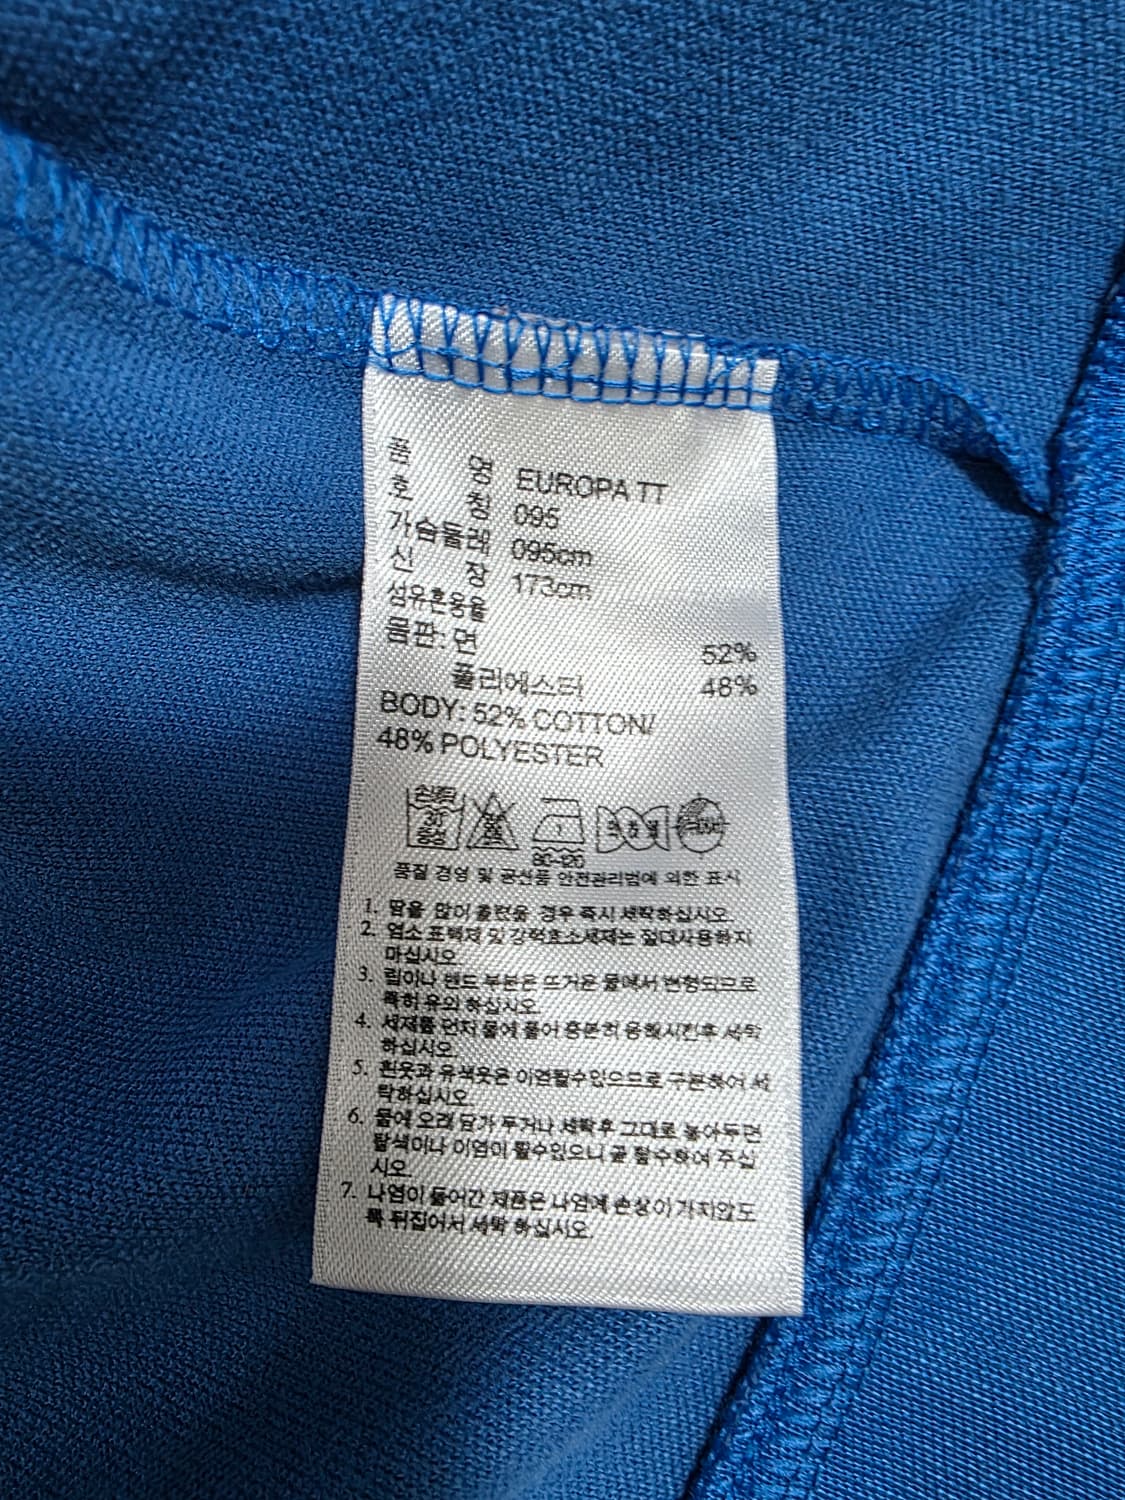 품 명 EUROPA TT
호 칭 095
가슴둘레 095cm
신 장 173cm
섬유혼용율
몸판: 면 52%
폴리에스터 48%
BODY: 52% COTTON/
48% POLYESTER
손세탁
30
중성
80-120
품질 경영 및 공산품 안전관리법에 의한 표시
1. 땀을 많이 흘렸을 경우 즉시 세탁하십시오.
2. 염소 표백제 및 강력효소세제는 절대사용하지
마십시오.
3. 립이나 밴드 부분은 뜨거운 물에서 변형되므로
특히 유의 하십시오.
4. 세제를 먼저 물에 풀어 충분히 용해시킨후 세탁
하십시오.
5. 흰옷과 유색옷은 이염될수있으므로 구분하여 세
탁하십시오.
6. 물에 오래 담가 두거나 세탁후 그대로 놓아두면
탈색이나 이염이 될수있으니 곧 탈수하여 주십
시오.
7. 나염이 들어간 제품은 나염에 손상이 가지않도
록 뒤집어서 세탁 하십시오.